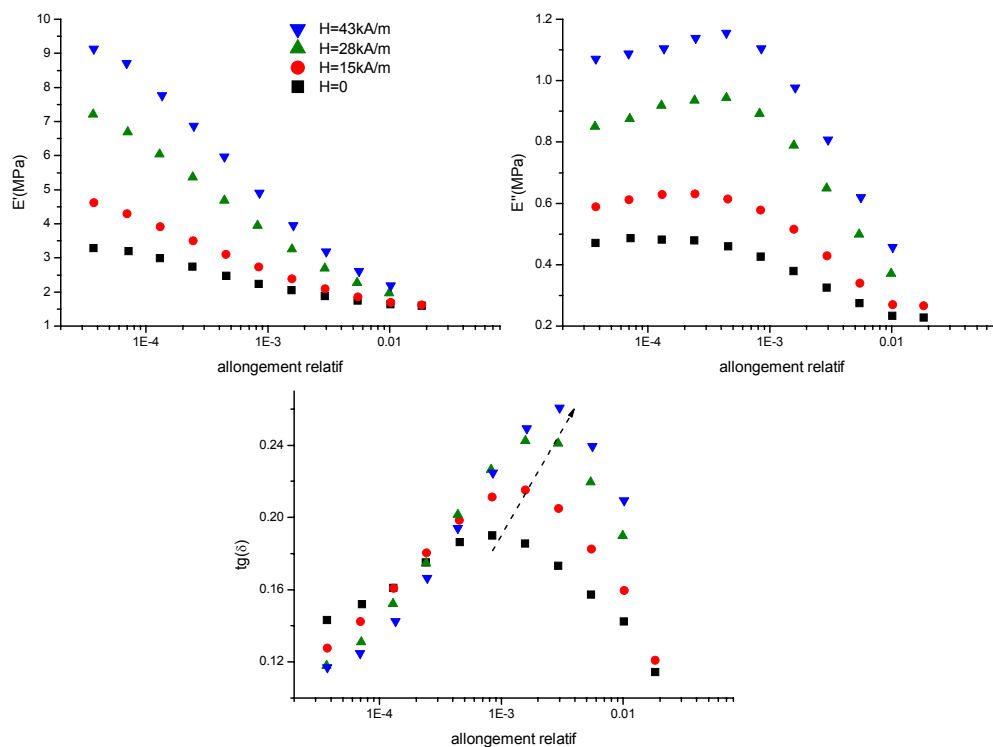 E'(MPa)
10
9
8
7
6
5
4
3
2
1
1E-4
1E-3
0.01
allongement relatif
H=43kA/m
H=28kA/m
H=15kA/m
H=0
E"(MPa)
1.2
1.0
0.8
0.6
0.4
0.2
1E-4
1E-3
0.01
allongement relatif
tg(δ)
0.24
0.20
0.16
0.12
1E-4
1E-3
0.01
allongement relatif